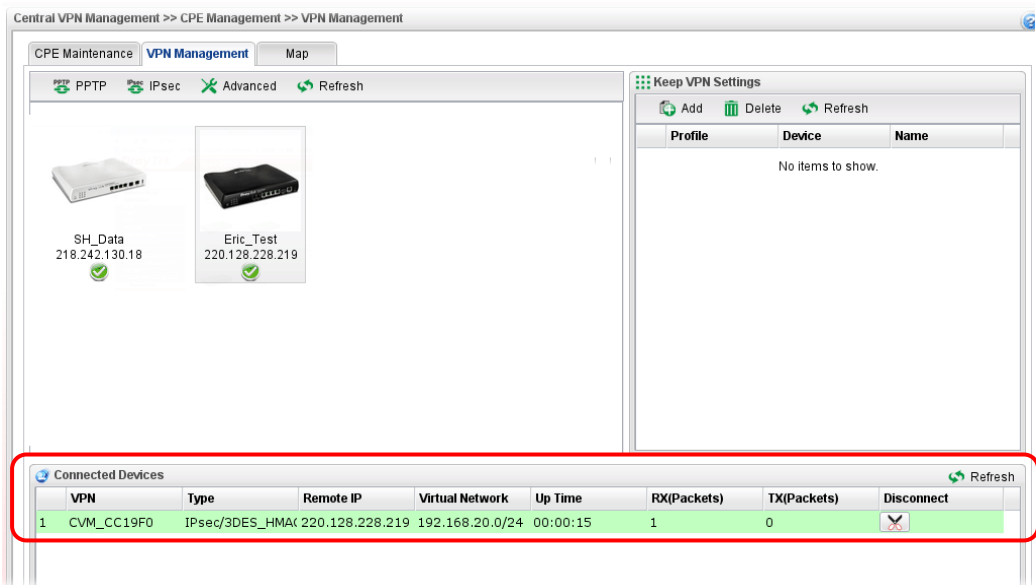 Central VPN Management >> CPE Management >> VPN Management
CPE Maintenance VPN Management Map
PPTP IPsec Advanced Refresh
Keep VPN Settings
Add Delete Refresh
Profile Device Name
No items to show.
SH_Data
218.242.130.18
Eric_Test
220.128.228.219
Connected Devices Refresh
VPN Type Remote IP Virtual Network Up Time RX(Packets) TX(Packets) Disconnect
1 CVM_CC19F0 IPsec/3DES_HMA( 220.128.228.219 192.168.20.0/24 00:00:15 1 0